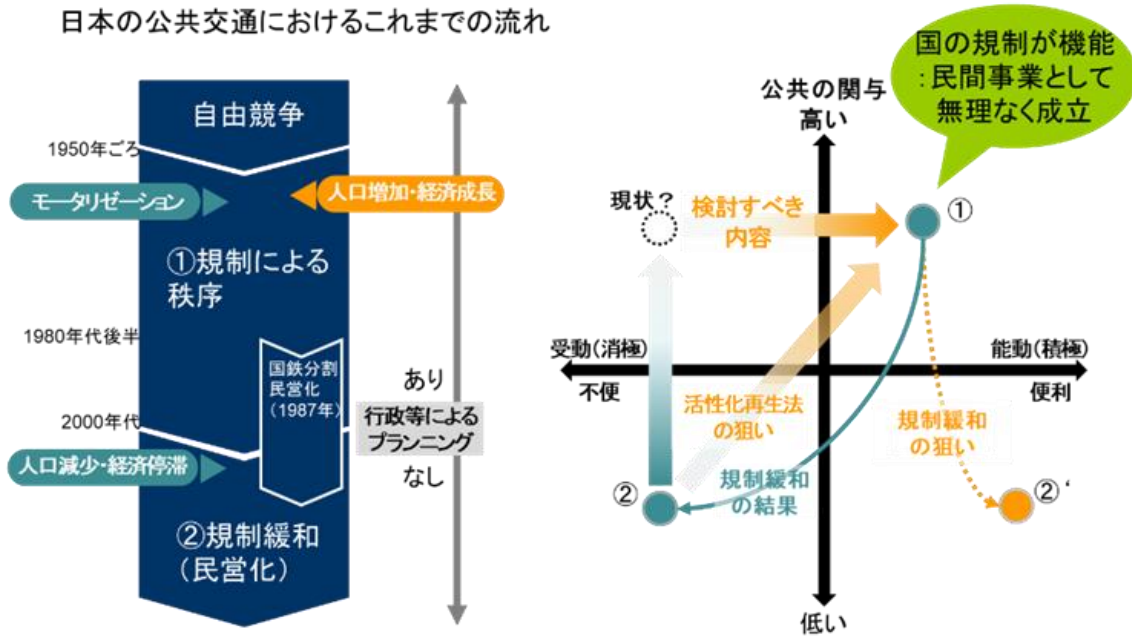 日本の公共交通におけるこれまでの流れ
自由競争
1950年ごろ
モータリゼーション
人口増加・経済成長
①規制による
秩序
1980年代後半
国鉄分割
民営化
(1987年)
2000年代
人口減少・経済停滞
②規制緩和
(民営化)
あり
行政等による
プランニング
なし
国の規制が機能
:民間事業として
無理なく成立
公共の関与
高い
現状?
検討すべき
内容
①
受動(消極)
不便
能動(積極)
便利
活性化再生法
の狙い
規制緩和
の狙い
規制緩和
の結果
②
②‘
低い